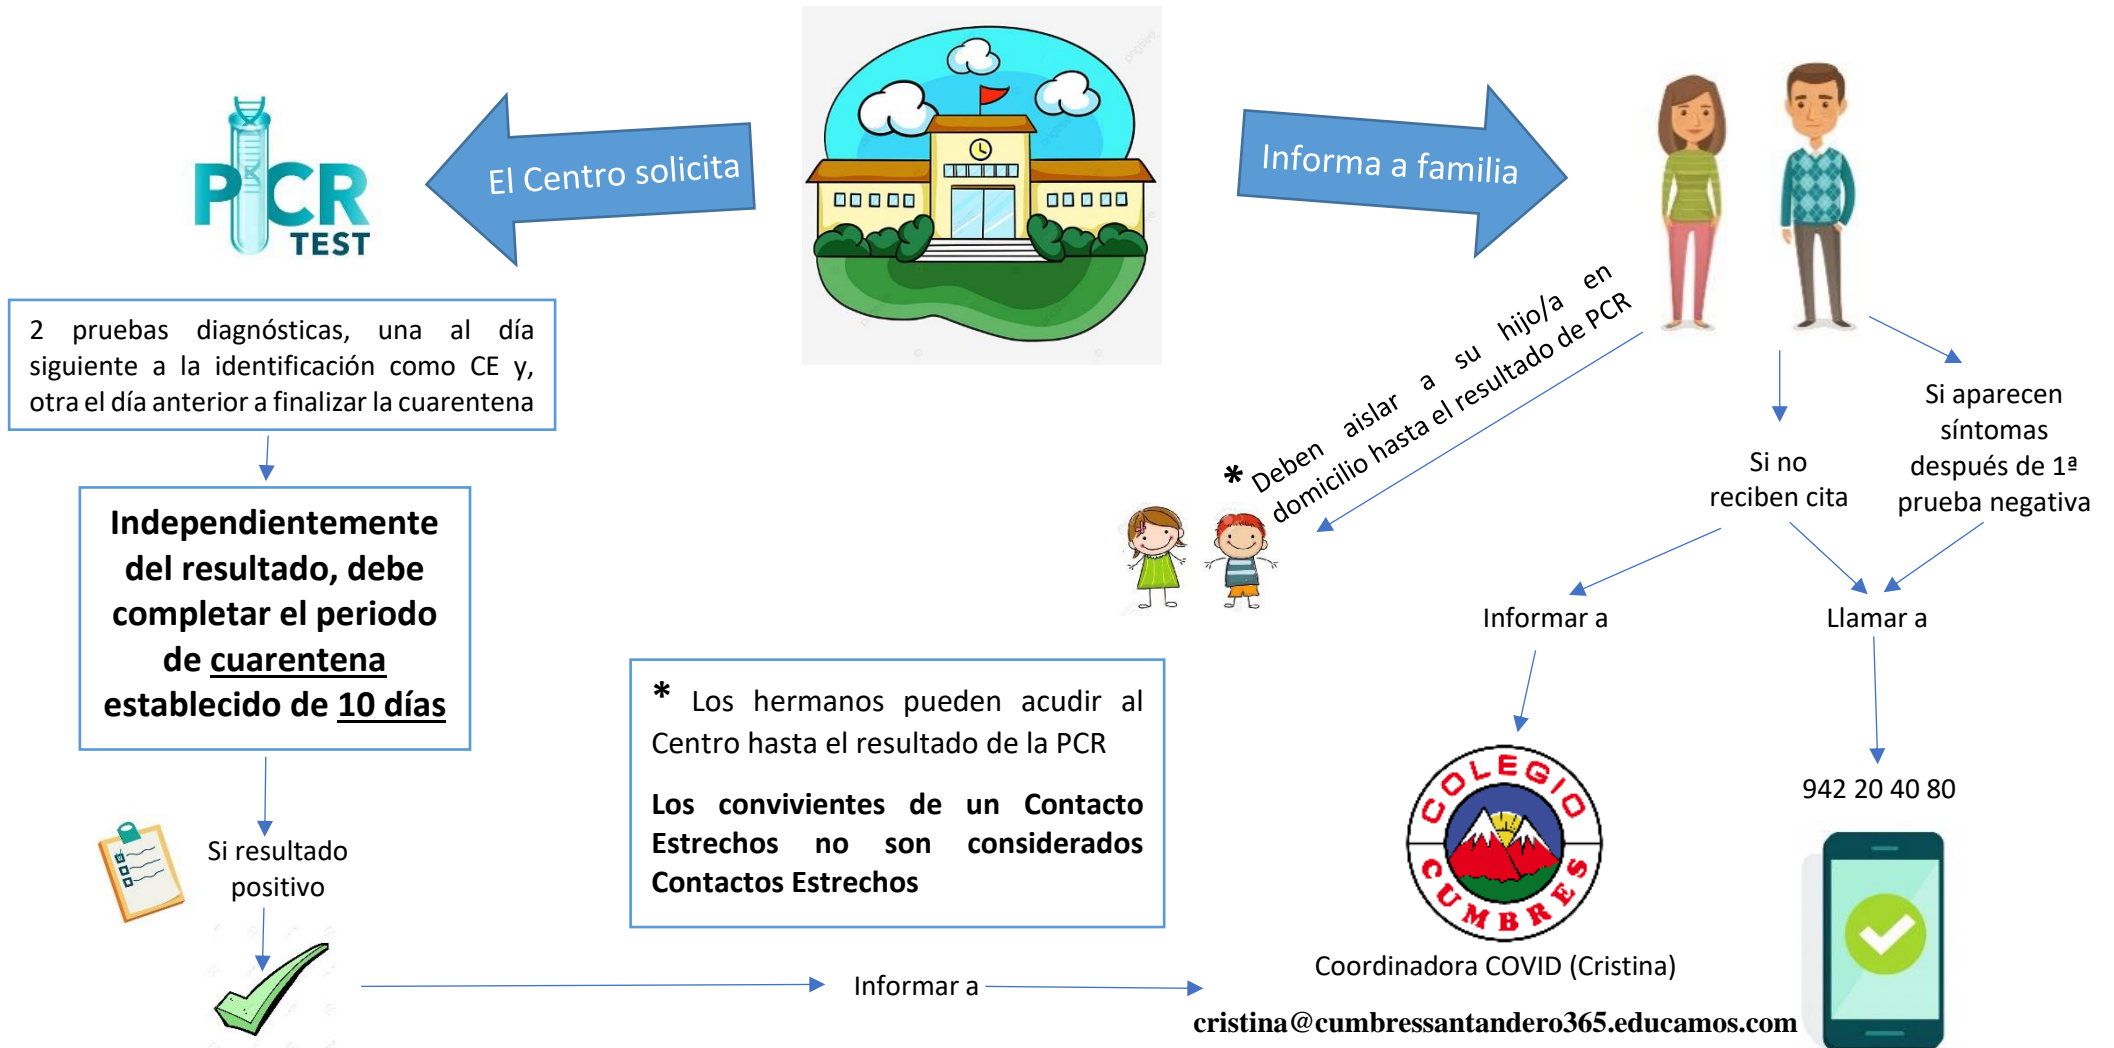 El Centro solicita
Informa a familia
PCR
TEST
2 pruebas diagnósticas, una al día
siguiente a la identificación como CE y,
otra el día anterior a finalizar la cuarentena
Independientemente
del resultado, debe
completar el periodo
de cuarentena
establecido de 10 días
Si resultado
positivo
* Deben aislar a su hijo/a en
domicilio hasta el resultado de PCR
Si no
reciben cita
Si aparecen
síntomas
después de 1ª
prueba negativa
Informar a
Llamar a
* Los hermanos pueden acudir al
Centro hasta el resultado de la PCR
Los convivientes de un Contacto
Estrechos no son considerados
Contactos Estrechos
COLEGIO
CUMBRES
942 20 40 80
Informar a
Coordinadora COVID (Cristina)
cristina@cumbressantandero365.educamos.com